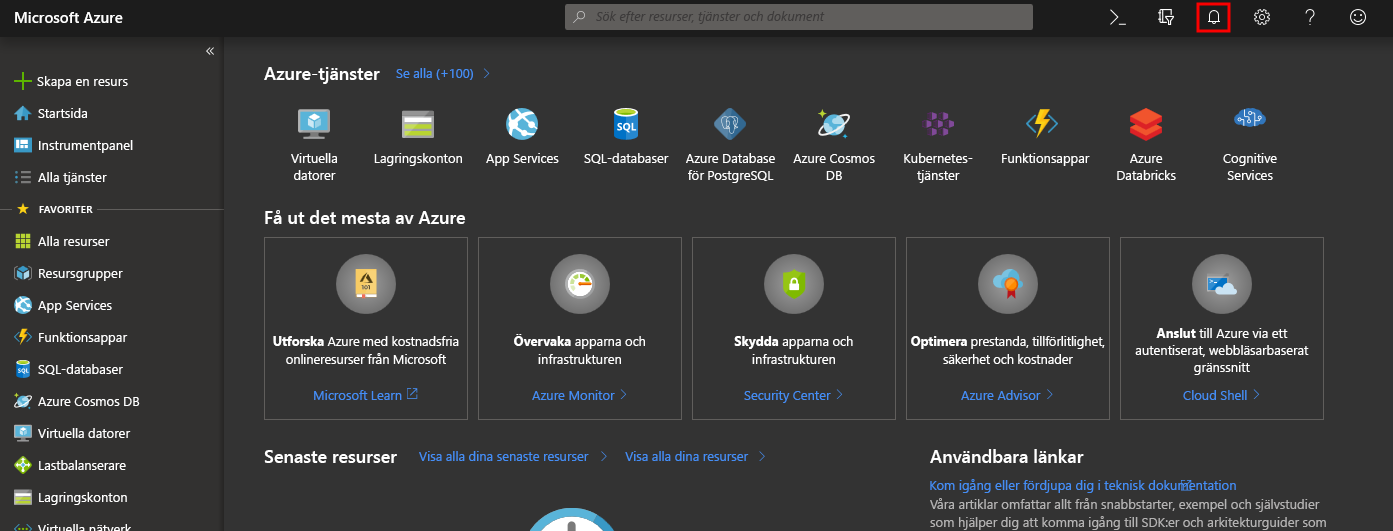 Microsoft Azure
Sök efter resurser, tjänster och dokument
«
Skapa en resurs
Startsida
Instrumentpanel
Alla tjänster
FAVORITER
Alla resurser
Resursgrupper
App Services
Funktionsappar
SQL-databaser
Azure Cosmos DB
Virtuella datorer
Lastbalanserare
Lagringskonton
Virtuella nätverk
Azure-tjänster
Se alla (+100)
Virtuella
datorer
Lagringskonton
App Services
SQL
SQL-databaser
Azure Database
för PostgreSQL
Azure Cosmos
DB
Kubernetes-
tjänster
Funktionsappar
Azure
Databricks
Cognitive
Services
Få ut det mesta av Azure
101
Utforska Azure med kostnadsfria
onlineresurser från Microsoft
Microsoft Learn
Övervaka apparna och
infrastrukturen
Azure Monitor
Skydda apparna och
infrastrukturen
Security Center
Optimera prestanda, tillförlitlighet,
säkerhet och kostnader
Azure Advisor
Anslut till Azure via ett
autentiserat, webbläsarbaserat
gränssnitt
Cloud Shell
Senaste resurser
Visa alla dina senaste resurser
Visa alla dina resurser
Användbara länkar
Kom igång eller fördjupa dig i teknisk dokumentation
Våra artiklar omfattar allt från snabbstarter, exempel och självstudier
som hjälper dig att komma igång till SDK:er och arkitekturguider som